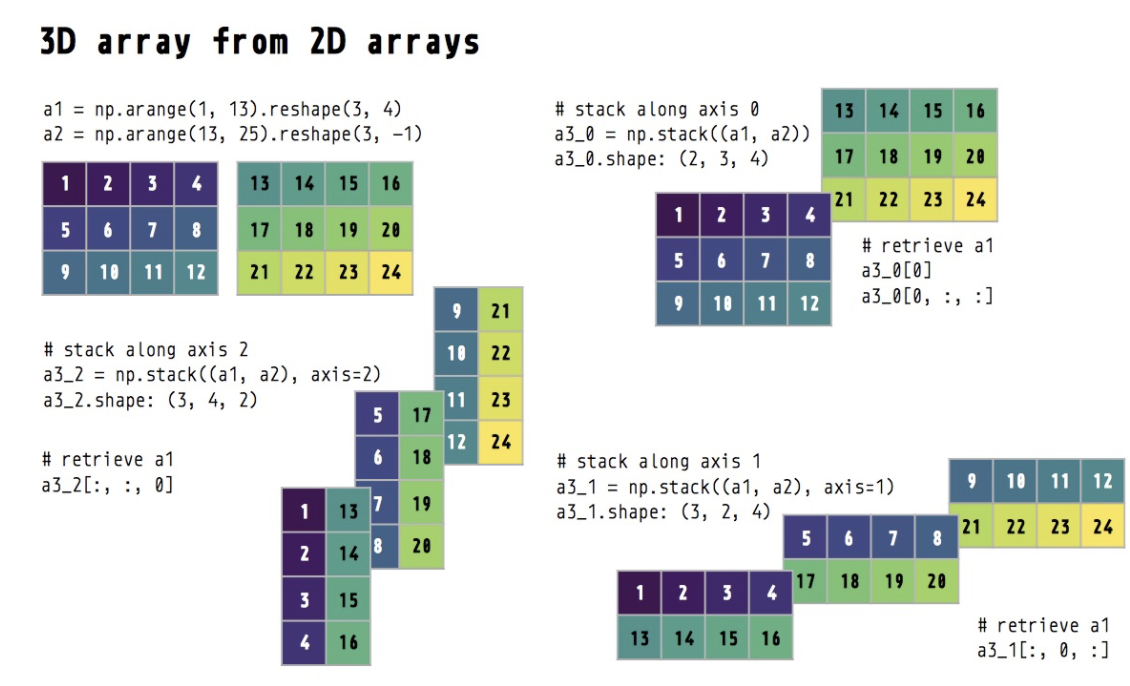 3D array from 2D arrays
a1 = np.arange(1, 13).reshape(3, 4)
a2 = np.arange(13, 25).reshape(3, -1)
1 2 3 4
5 6 7 8
9 10 11 12
13 14 15 16
17 18 19 20
21 22 23 24
# stack along axis 0
a3_0 = np.stack((a1, a2))
a3_0.shape: (2, 3, 4)
13 14 15 16
17 18 19 20
21 22 23 24
1 2 3 4
5 6 7 8
9 10 11 12
# retrieve a1
a3_0[0]
a3_0[0, :, :]
# stack along axis 2
a3_2 = np.stack((a1, a2), axis=2)
a3_2.shape: (3, 4, 2)
# retrieve a1
a3_2[:, :, 0]
9 21
10 22
11 23
12 24
5 17
6 18
7 19
8 20
1 13
2 14
3 15
4 16
# stack along axis 1
a3_1 = np.stack((a1, a2), axis=1)
a3_1.shape: (3, 2, 4)
9 10 11 12
21 22 23 24
5 6 7 8
17 18 19 20
1 2 3 4
13 14 15 16
# retrieve a1
a3_1[:, 0, :]